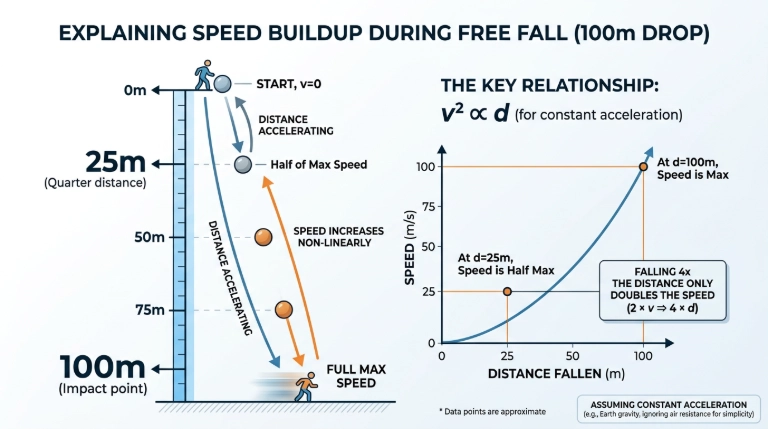 EXPLAINING SPEED BUILDUP DURING FREE FALL (100m DROP)
0m
START, v=0
DISTANCE
ACCELERATING
25m
(Quarter distance)
Half of Max Speed
50m
SPEED INCREASES
NON-LINEARLY
DISTANCE ACCELERATING
75m
100m
(Impact point)
FULL MAX
SPEED
THE KEY RELATIONSHIP:
v² ∝ d (for constant acceleration)
SPEED (m/s)
100
75
50
25
0
At d=100m,
Speed is Max
At d=25m,
Speed is Half Max
FALLING 4x
THE DISTANCE ONLY
DOUBLES THE SPEED
(2 × v ⇒ 4 × d)
0
25
50
100
DISTANCE FALLEN (m)
* Data points are approximate
ASSUMING CONSTANT ACCELERATION
(e.g., Earth gravity, ignoring air resistance for simplicity)